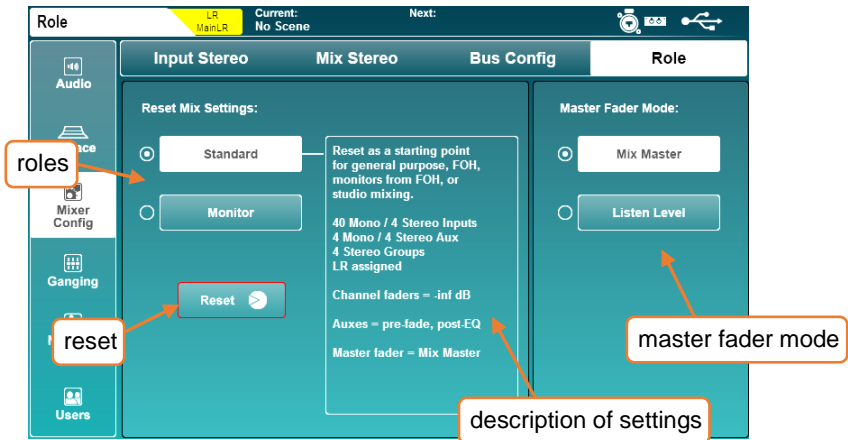 Role
LR
MainLR
Current:
No Scene
Next:
Audio
Mixer
Config
Ganging
Users
Input Stereo
Mix Stereo
Bus Config
Role
Reset Mix Settings:
Standard
Monitor
Reset
Reset as a starting point
for general purpose, FOH,
monitors from FOH, or
studio mixing.
40 Mono / 4 Stereo Inputs
4 Mono / 4 Stereo Aux
4 Stereo Groups
LR assigned
Channel faders = -inf dB
Auxes = pre-fade, post-EQ
Master fader = Mix Master
Master Fader Mode:
Mix Master
Listen Level
roles
reset
master fader mode
description of settings